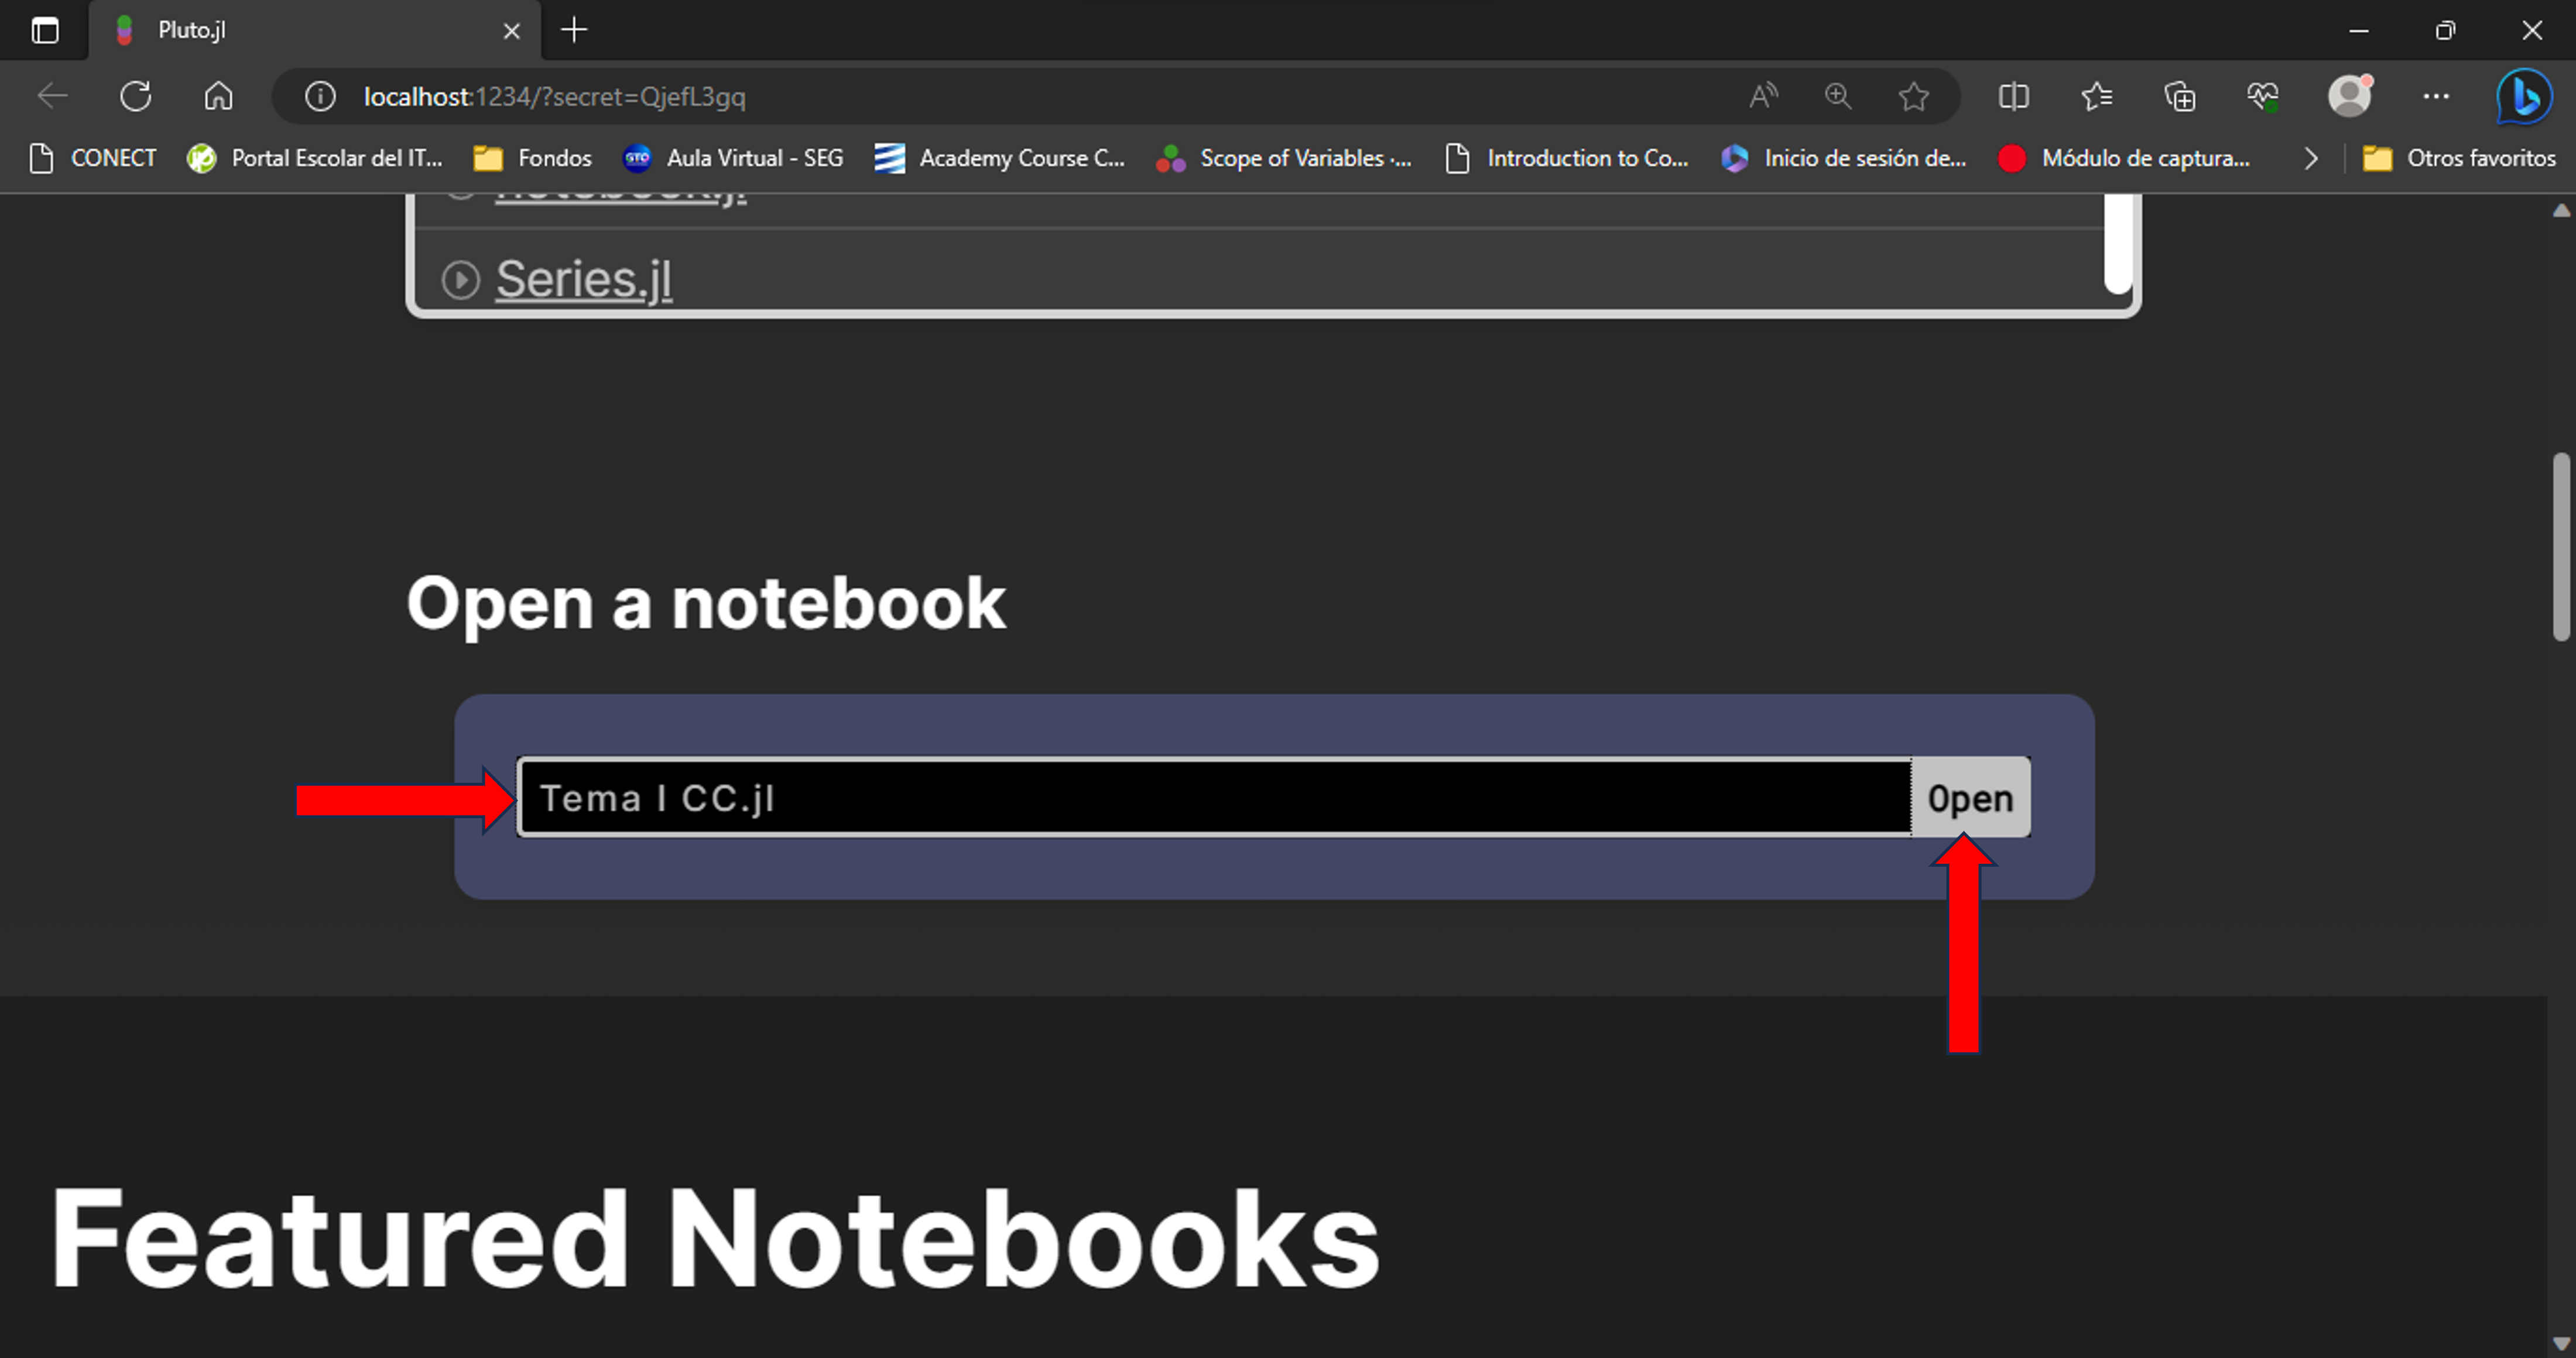 Pluto.jl
localhost:1234/?secret=QjefL3gq
CONECT Portal Escolar del IT... Fondos Aula Virtual - SEG Academy Course C... Scope of Variables ·... Introduction to Co... Inicio de sesión de... Módulo de captura... Otros favoritos
notebook.jl
Series.jl
Open a notebook
Tema I CC.jl Open
Featured Notebooks